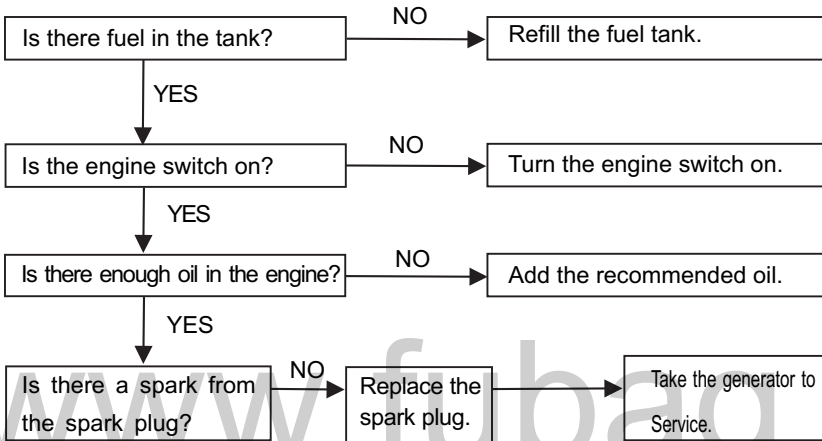 NO
Is there fuel in the tank?
Refill the fuel tank.
YES
NO
Is the engine switch on?
Turn the engine switch on.
YES
NO
Is there enough oil in the engine?
Add the recommended oil.
YES
NO
Is there a spark from
the spark plug?
Replace the
spark plug.
Take the generator to
Service.
www.fubag